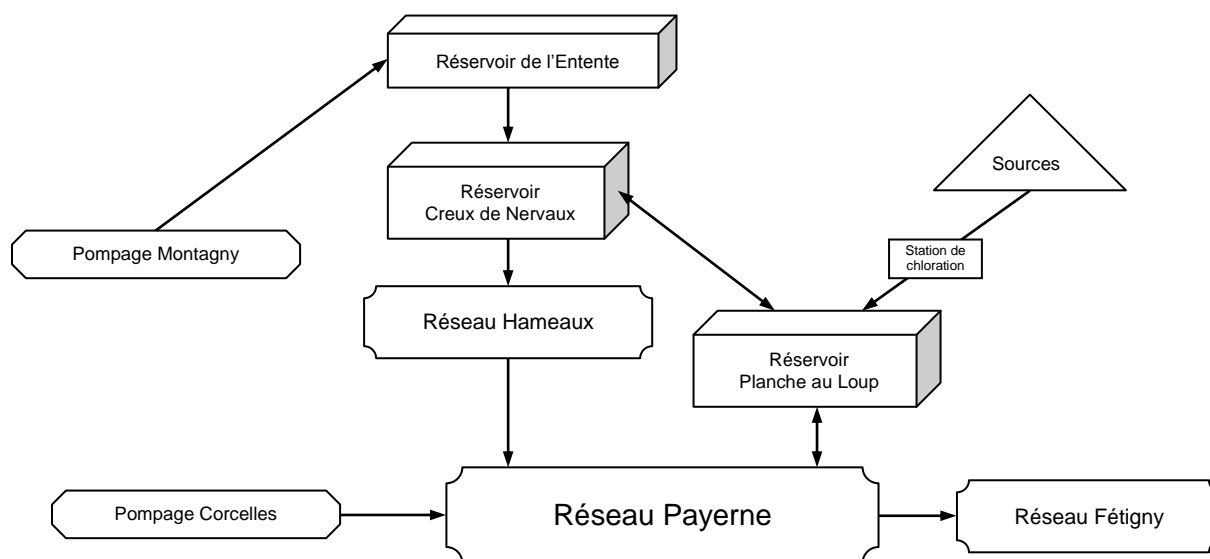 Réservoir de l’Entente
Sources
Réservoir
Creux de Nervaux
Pompage Montagny
Station de
chloration
Réseau Hameaux
Réservoir
Planche au Loup
Pompage Corcelles
Réseau Payerne
Réseau Fétigny